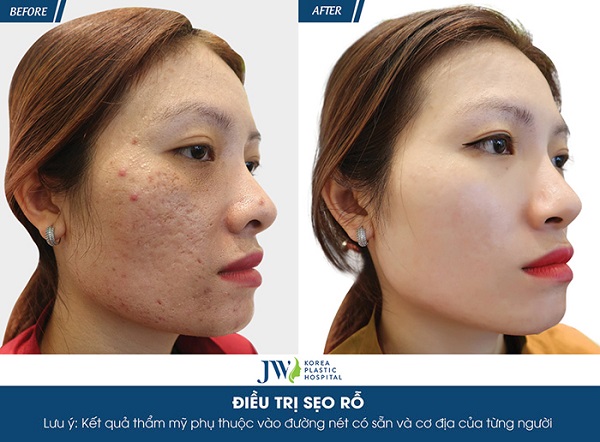 BEFORE
AFTER
JW KOREA
PLASTIC
HOSPITAL
ĐIỀU TRỊ SẸO RỖ
Lưu ý: Kết quả thẩm mỹ phụ thuộc vào đường nét có sẵn và cơ địa của từng người